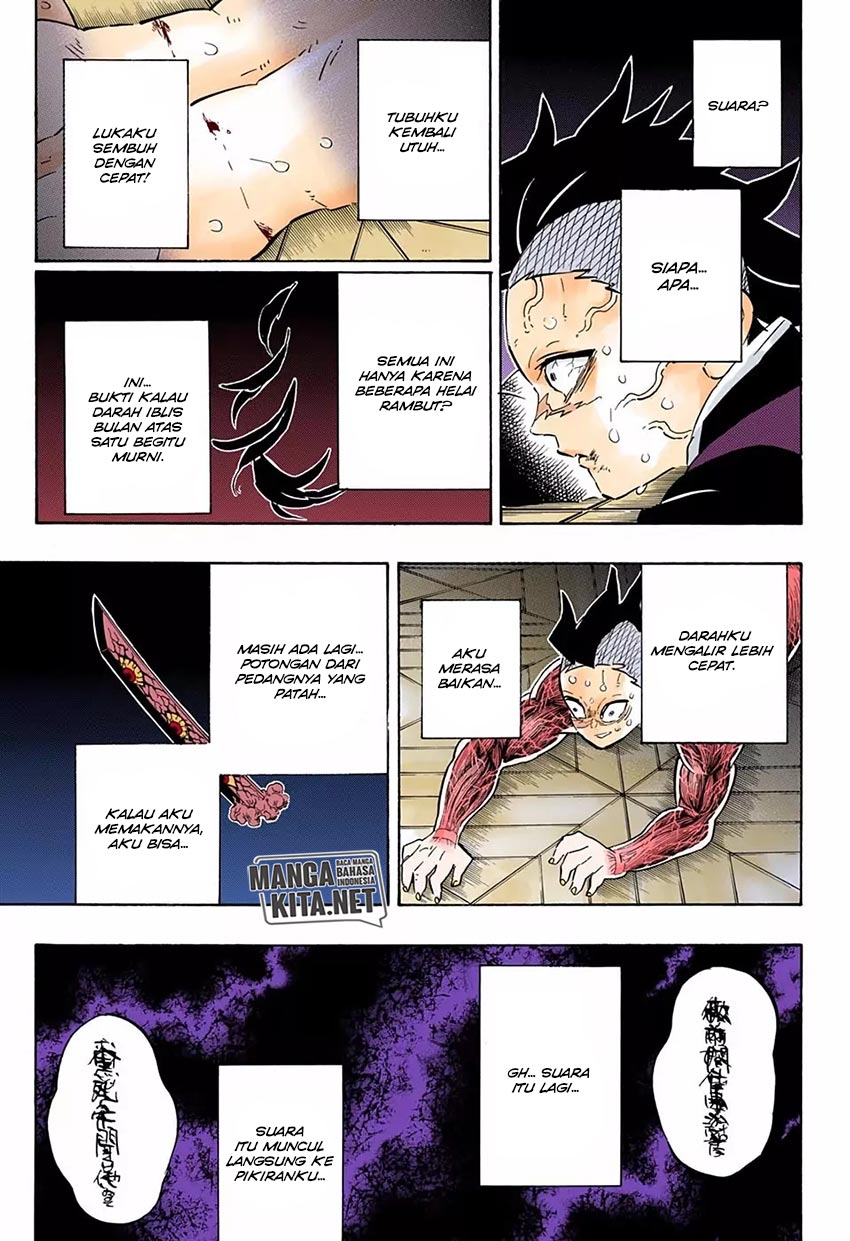 SUARA?
SIAPA...
APA...
TUBUHKU
KEMBALI
UTUH...
LUKAKU
SEMBUH
DENGAN
CEPAT!
SEMUA INI
HANYA KARENA
BEBERAPA HELAI
RAMBUT?
INI...
BUKTI KALAU
DARAH IBLIS
BULAN ATAS
SATU BEGITU
MURNI.
DARAHKU
MENGALIR LEBIH
CEPAT.
AKU
MERASA
BAIKAN...
MASIH ADA LAGI...
POTONGAN DARI
PEDANGNYA YANG
PATAH...
KALAU AKU
MEMAKANNYA,
AKU BISA...
MANGA
KITA.NET
BACA MANGA
BAHASA
INDONESIA
GH... SUARA
ITU LAGI...
SUARA
ITU MUNCUL
LANGSUNG KE
PIKIRANKU...